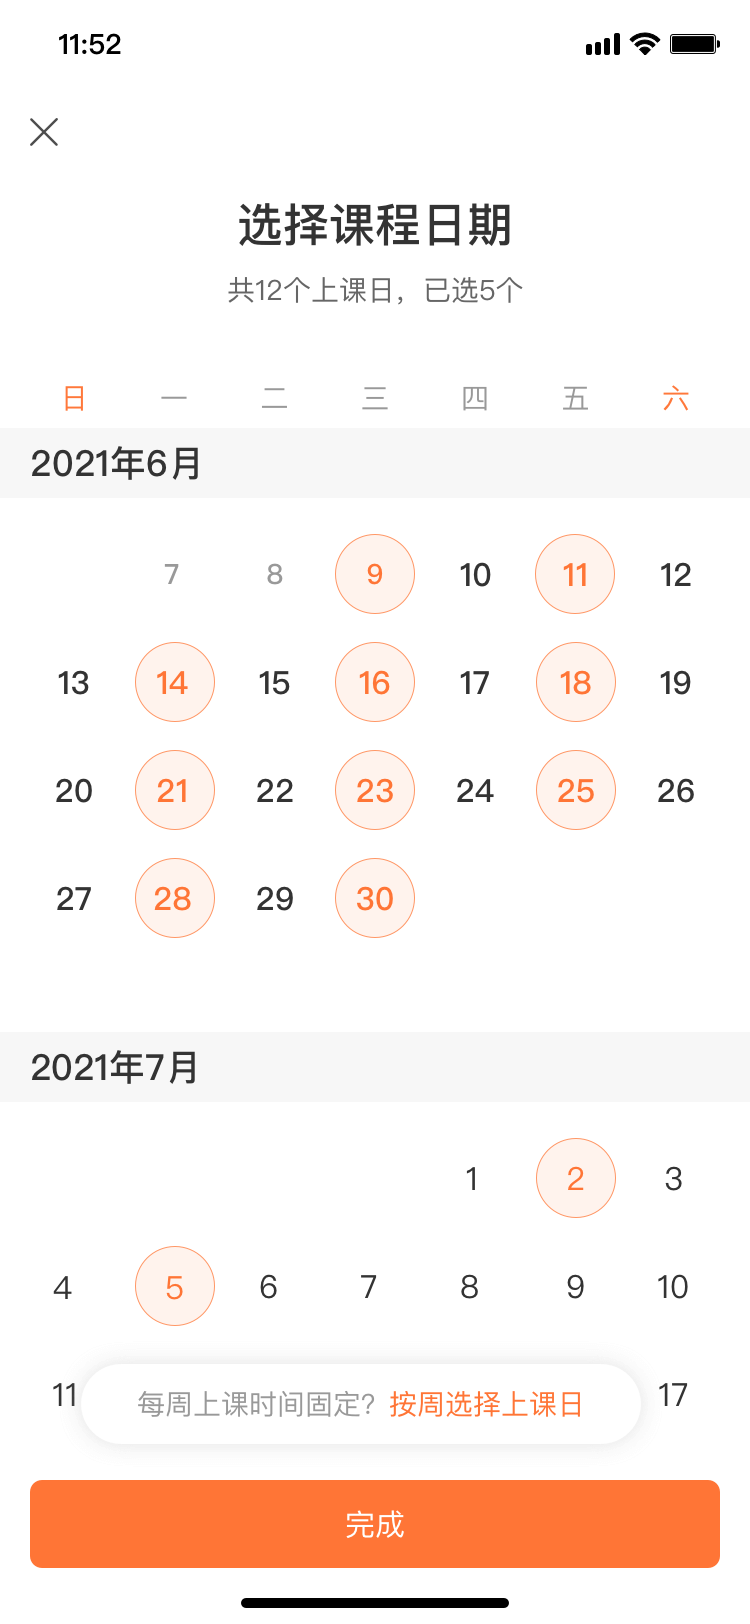 11:52
选择课程日期
共12个上课日，已选5个
日 一 二 三 四 五 六
2021年6月
7 8 9 10 11 12
13 14 15 16 17 18 19
20 21 22 23 24 25 26
27 28 29 30
2021年7月
1 2 3
4 5 6 7 8 9 10
11 17
每周上课时间固定？按周选择上课日
完成